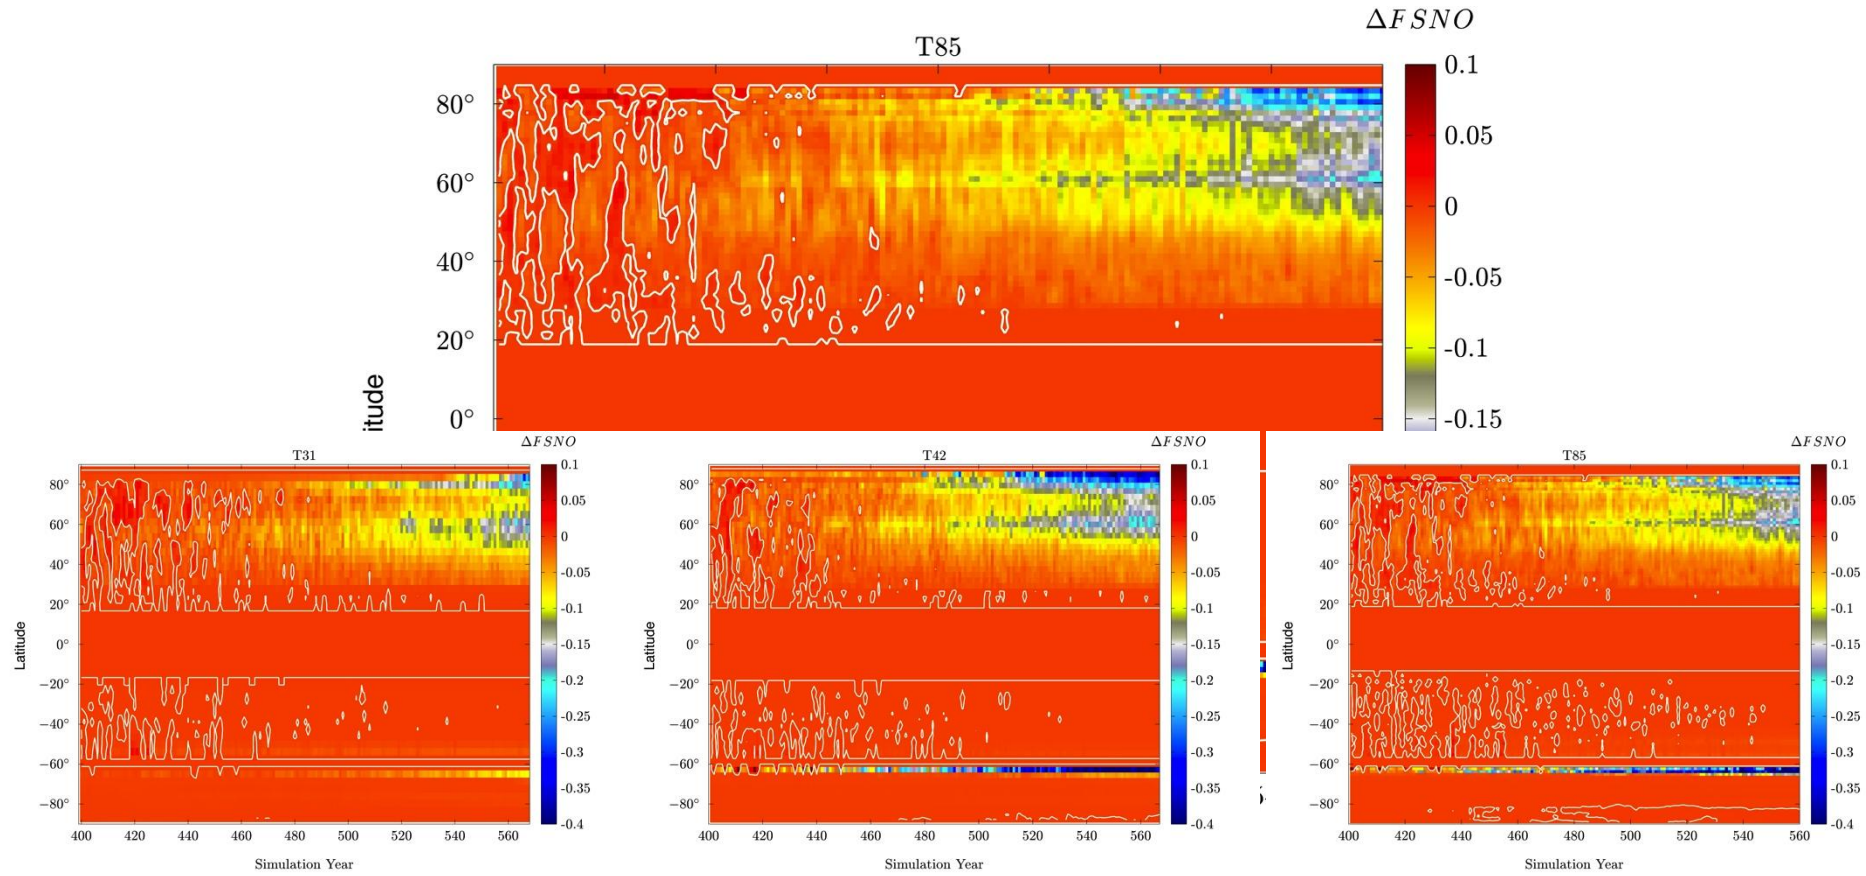 ΔFSNO
T85
0.1
80°
0.05
60°
0
40°
-0.05
20°
-0.1
itude
0°
-0.15
T31
ΔFSNO
T42
ΔFSNO
T85
ΔFSNO
80° 60° 40° 20° 0° −20° −40° −60° −80°
Latitude
400 420 440 460 480 500 520 540 560
Simulation Year
0.1 0.05 0 -0.05 -0.1 -0.15 -0.2 -0.25 -0.3 -0.35 -0.4
80° 60° 40° 20° 0° −20° −40° −60° −80°
Latitude
400 420 440 460 480 500 520 540 560
Simulation Year
0.1 0.05 0 -0.05 -0.1 -0.15 -0.2 -0.25 -0.3 -0.35 -0.4
80° 60° 40° 20° 0° −20° −40° −60° −80°
Latitude
400 420 440 460 480 500 520 540 560
Simulation Year
0.1 0.05 0 -0.05 -0.1 -0.15 -0.2 -0.25 -0.3 -0.35 -0.4